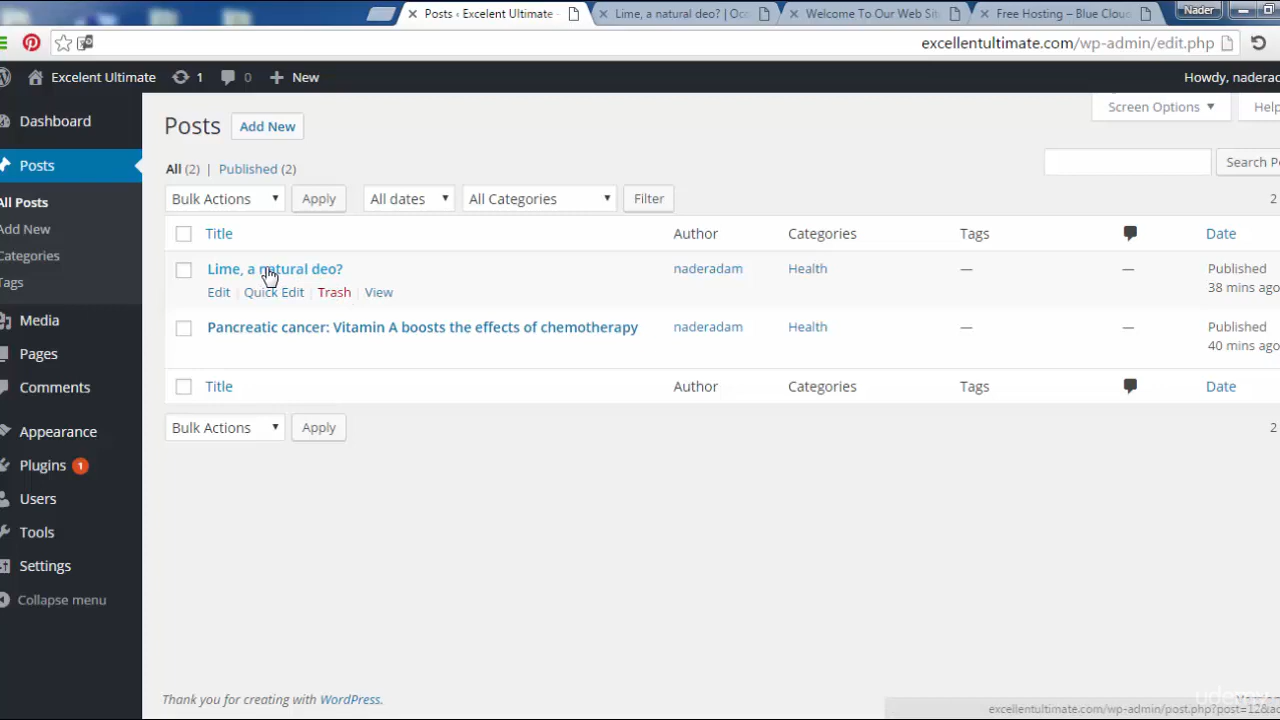 Posts ‹ Excelent Ultimate
Lime, a natural deo? | Occ
Welcome To Our Web Sit
Free Hosting – Blue Clou
Nader
excellentultimate.com/wp-admin/edit.php
Excelent Ultimate 1 0 New
Howdy, naderad
Dashboard
Posts
All Posts
Add New
Categories
Tags
Media
Pages
Comments
Appearance
Plugins 1
Users
Tools
Settings
Collapse menu
Posts Add New
Screen Options
Help
All (2) | Published (2)
Search Po
Bulk Actions Apply All dates All Categories Filter
2
Title Author Categories Tags Date
Lime, a natural deo? naderadam Health — — Published
38 mins ago
Edit | Quick Edit | Trash | View
Pancreatic cancer: Vitamin A boosts the effects of chemotherapy naderadam Health — — Published
40 mins ago
Title Author Categories Tags Date
Bulk Actions Apply
2
Thank you for creating with WordPress.
udemy
excellentultimate.com/wp-admin/post.php?post=12&ac